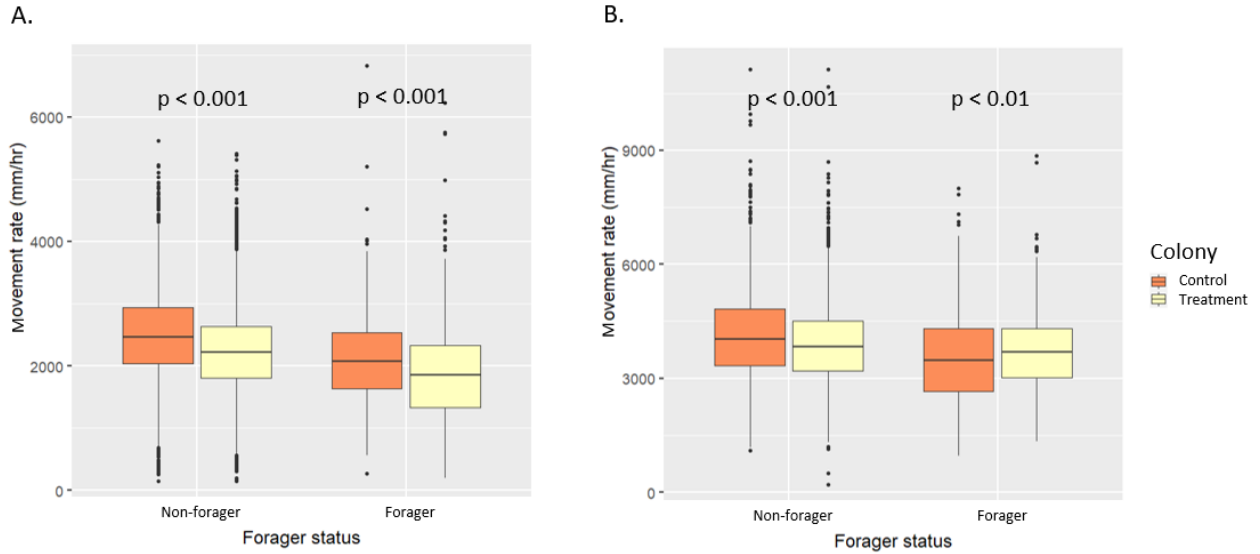 A.
B.
p < 0.001
p < 0.001
p < 0.001
p < 0.01
Movement rate (mm/hr)
6000
4000
2000
0
Non-forager
Forager
Forager status
Movement rate (mm/hr)
9000
6000
3000
0
Non-forager
Forager
Forager status
Colony
Control
Treatment